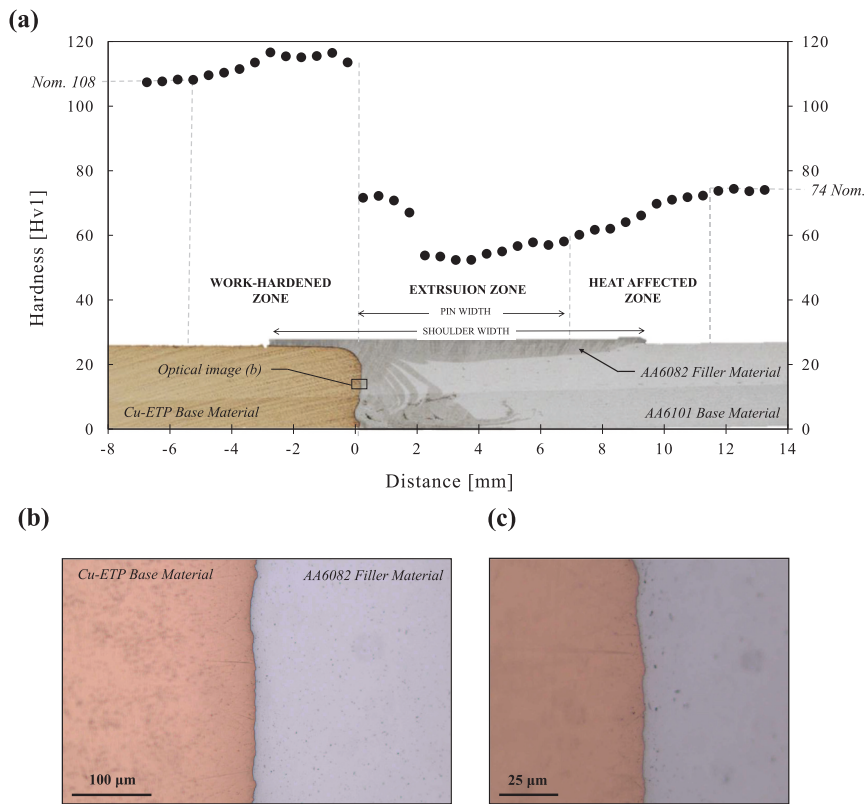 (a)
120
100
80
60
40
20
0
Hardness [Hv1]
Nom. 108
120
100
80
60
40
20
0
74 Nom.
WORK-HARDENED
ZONE
EXTRSUION ZONE
HEAT AFFECTED
ZONE
PIN WIDTH
SHOULDER WIDTH
Optical image (b)
AA6082 Filler Material
Cu-ETP Base Material
AA6101 Base Material
-8
-6
-4
-2
0
2
4
6
8
10
12
14
Distance [mm]
(b)
(c)
Cu-ETP Base Material
AA6082 Filler Material
100 µm
25 µm